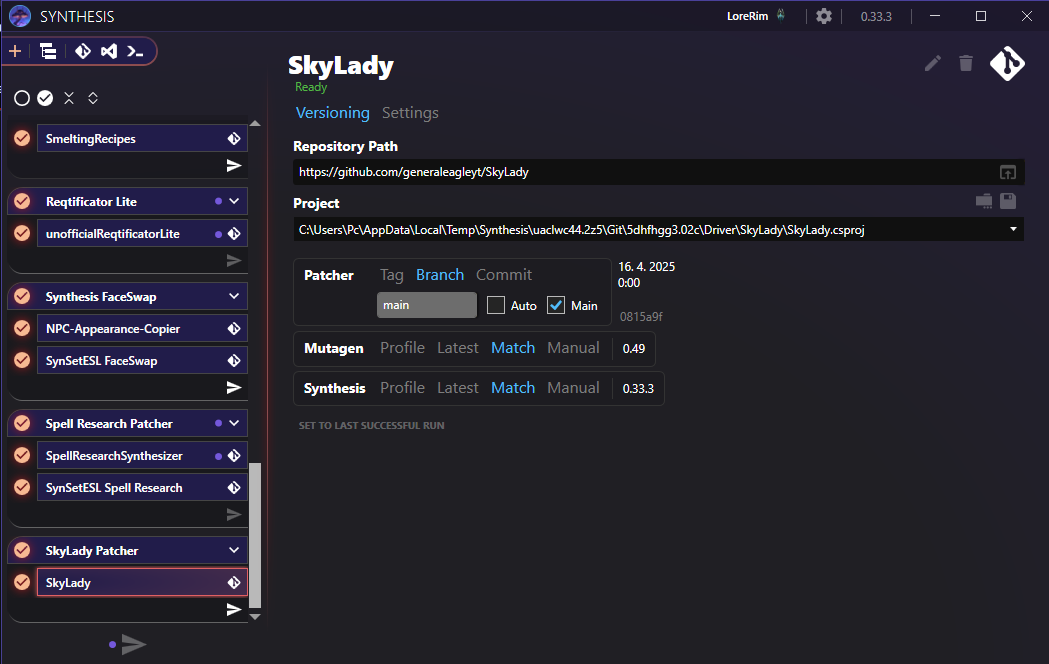 SYNTHESIS
LoreRim
0.33.3
SmeltingRecipes
Reqtificator Lite
unofficialReqtificatorLite
Synthesis FaceSwap
NPC-Appearance-Copier
SynSetESL FaceSwap
Spell Research Patcher
SpellResearchSynthesizer
SynSetESL Spell Research
SkyLady Patcher
SkyLady
SkyLady
Ready
Versioning Settings
Repository Path
https://github.com/generaleagleyt/SkyLady
Project
C:\Users\Pc\AppData\Local\Temp\Synthesis\uaclwc44.2z5\Git\5dhfhgg3.02c\Driver\SkyLady\SkyLady.csproj
Patcher Tag Branch Commit
main Auto Main
16. 4. 2025
0:00
0815a9f
Mutagen Profile Latest Match Manual 0.49
Synthesis Profile Latest Match Manual 0.33.3
SET TO LAST SUCCESSFUL RUN